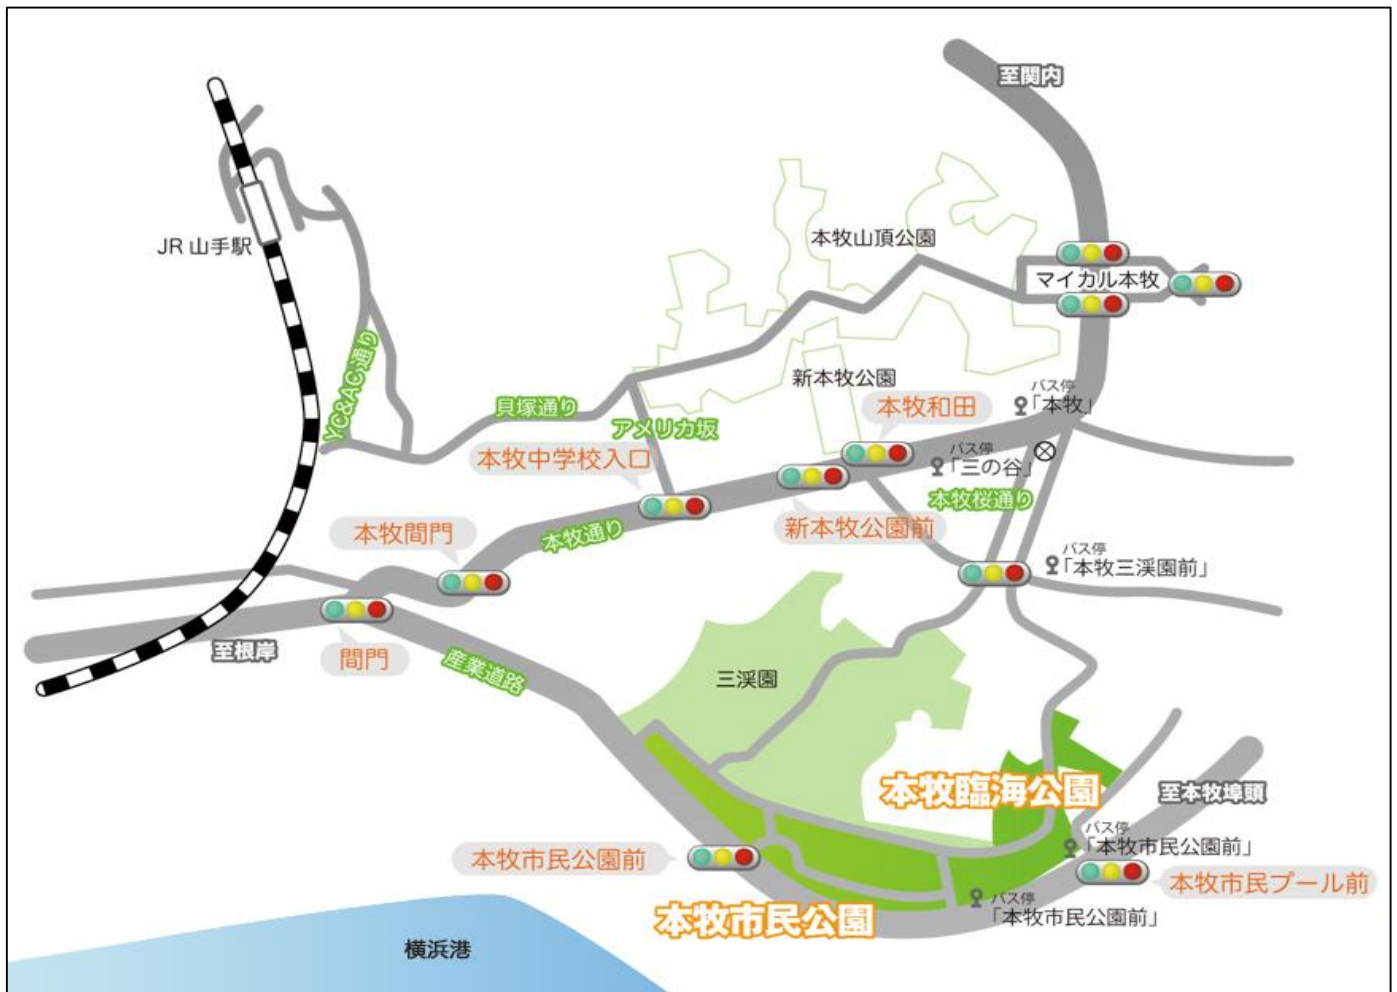 至関内
JR 山手駅
本牧山頂公園
マイカル本牧
YC&AC通り
新本牧公園
バス停
「本牧」
貝塚通り
本牧和田
アメリカ坂
本牧中学校入口
バス停
「三の谷」
本牧桜通り
新本牧公園前
本牧間門
本牧通り
バス停
「本牧三溪園前」
至根岸
間門
産業道路
三溪園
本牧臨海公園
至本牧埠頭
バス停
「本牧市民公園前」
本牧市民公園前
本牧市民プール前
バス停
「本牧市民公園前」
本牧市民公園
横浜港